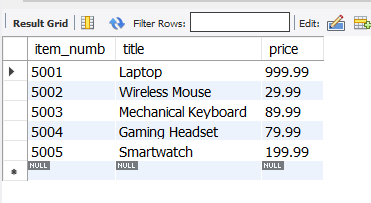 Result Grid Filter Rows: Edit:
item_numb title price
5001 Laptop 999.99
5002 Wireless Mouse 29.99
5003 Mechanical Keyboard 89.99
5004 Gaming Headset 79.99
5005 Smartwatch 199.99
NULL NULL NULL